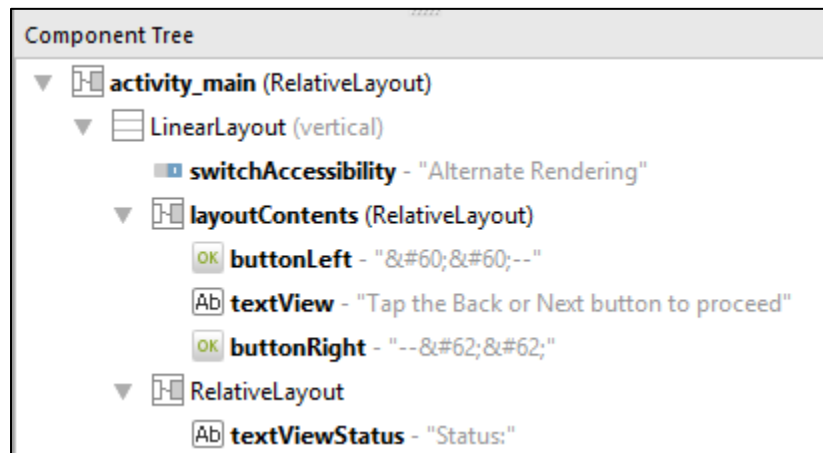 Component Tree
activity_main (RelativeLayout)
LinearLayout (vertical)
switchAccessibility - "Alternate Rendering"
layoutContents (RelativeLayout)
OK buttonLeft - "&#60;&#60;--"
Ab textView - "Tap the Back or Next button to proceed"
OK buttonRight - "--&#62;&#62;"
RelativeLayout
Ab textViewStatus - "Status:"